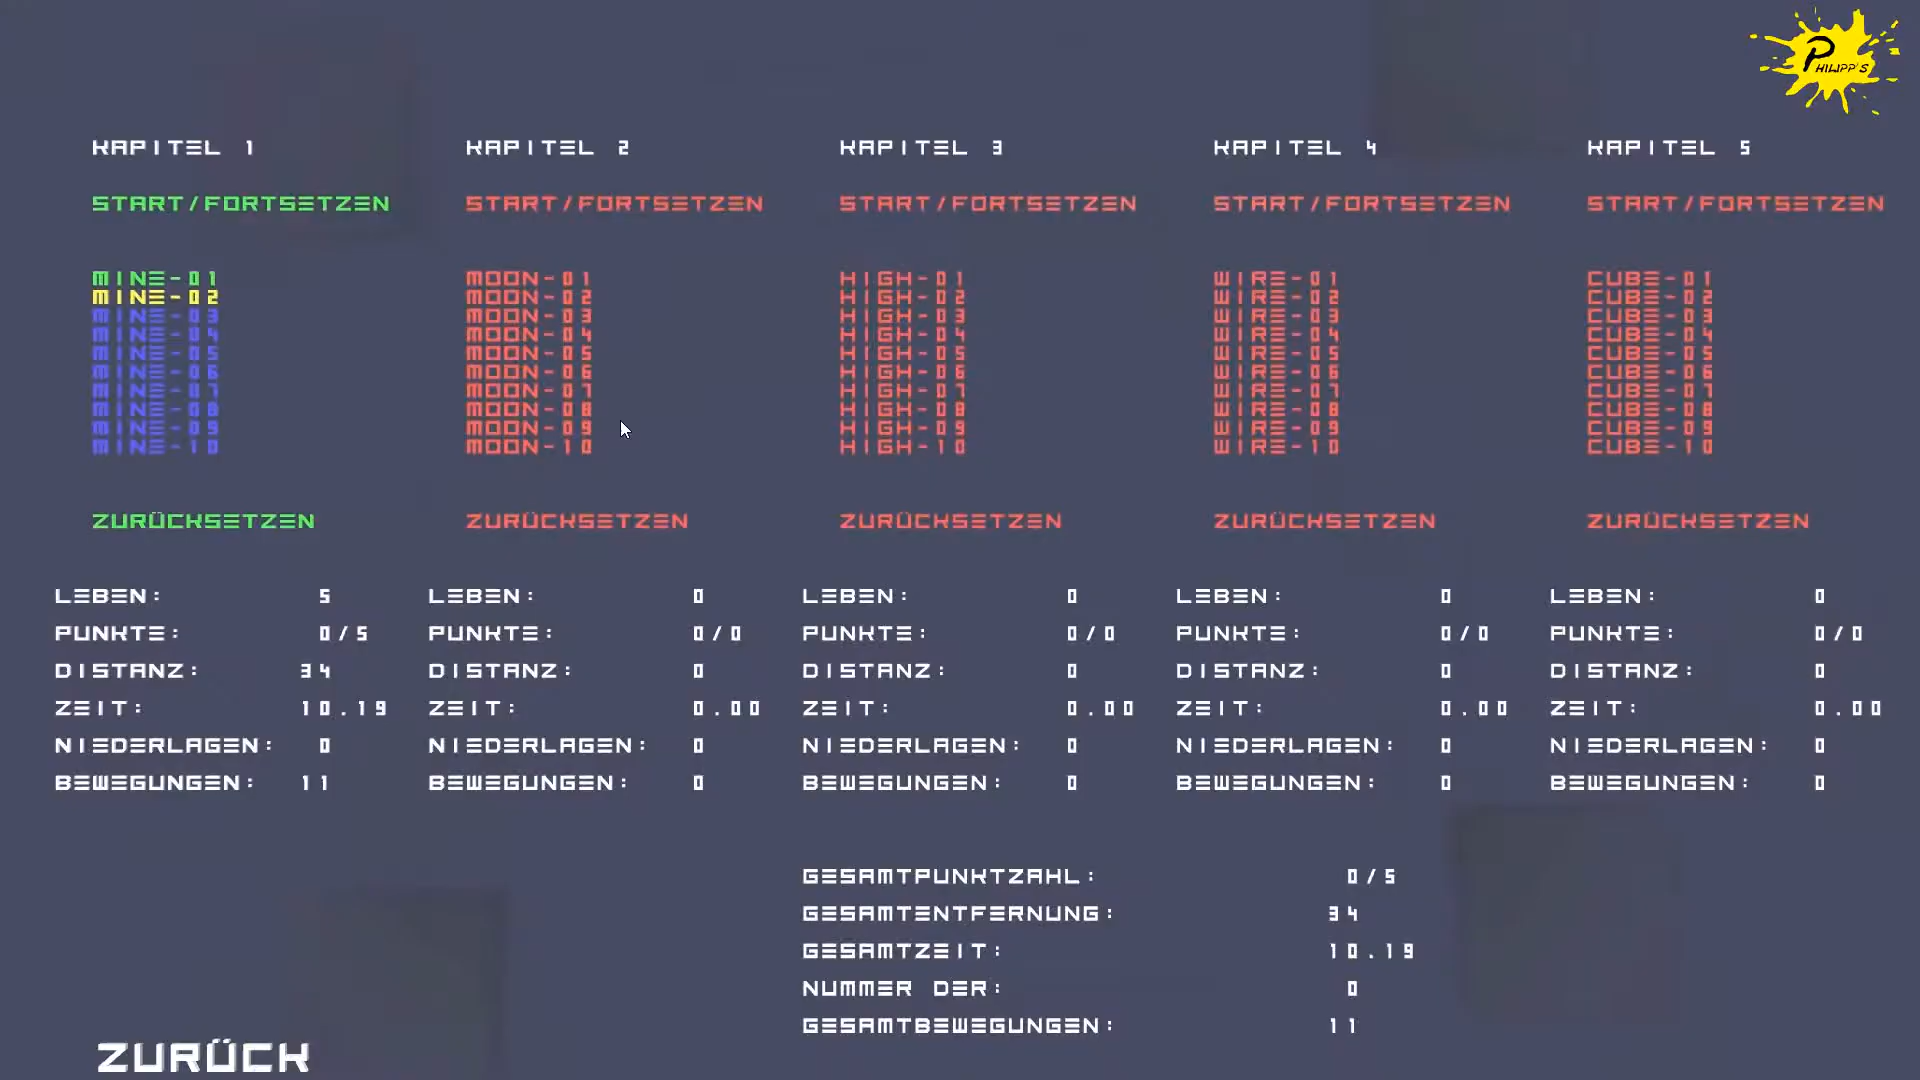 PHILIPP'S
KAPITEL 1 KAPITEL 2 KAPITEL 3 KAPITEL 4 KAPITEL 5
START/FORTSETZEN START/FORTSETZEN START/FORTSETZEN START/FORTSETZEN START/FORTSETZEN
MINE-01 MOON-01 HIGH-01 WIRE-01 CUBE-01
MINE-02 MOON-02 HIGH-02 WIRE-02 CUBE-02
MINE-03 MOON-03 HIGH-03 WIRE-03 CUBE-03
MINE-04 MOON-04 HIGH-04 WIRE-04 CUBE-04
MINE-05 MOON-05 HIGH-05 WIRE-05 CUBE-05
MINE-06 MOON-06 HIGH-06 WIRE-06 CUBE-06
MINE-07 MOON-07 HIGH-07 WIRE-07 CUBE-07
MINE-08 MOON-08 HIGH-08 WIRE-08 CUBE-08
MINE-09 MOON-09 HIGH-09 WIRE-09 CUBE-09
MINE-10 MOON-10 HIGH-10 WIRE-10 CUBE-10
ZURÜCKSETZEN ZURÜCKSETZEN ZURÜCKSETZEN ZURÜCKSETZEN ZURÜCKSETZEN
LEBEN: 5 LEBEN: 0 LEBEN: 0 LEBEN: 0 LEBEN: 0
PUNKTE: 0/5 PUNKTE: 0/0 PUNKTE: 0/0 PUNKTE: 0/0 PUNKTE: 0/0
DISTANZ: 34 DISTANZ: 0 DISTANZ: 0 DISTANZ: 0 DISTANZ: 0
ZEIT: 10.19 ZEIT: 0.00 ZEIT: 0.00 ZEIT: 0.00 ZEIT: 0.00
NIEDERLAGEN: 0 NIEDERLAGEN: 0 NIEDERLAGEN: 0 NIEDERLAGEN: 0 NIEDERLAGEN: 0
BEWEGUNGEN: 11 BEWEGUNGEN: 0 BEWEGUNGEN: 0 BEWEGUNGEN: 0 BEWEGUNGEN: 0
GESAMTPUNKTZAHL: 0/5
GESAMTENTFERNUNG: 34
GESAMTZEIT: 10.19
NUMMER DER: 0
GESAMTBEWEGUNGEN: 11
ZURÜCK